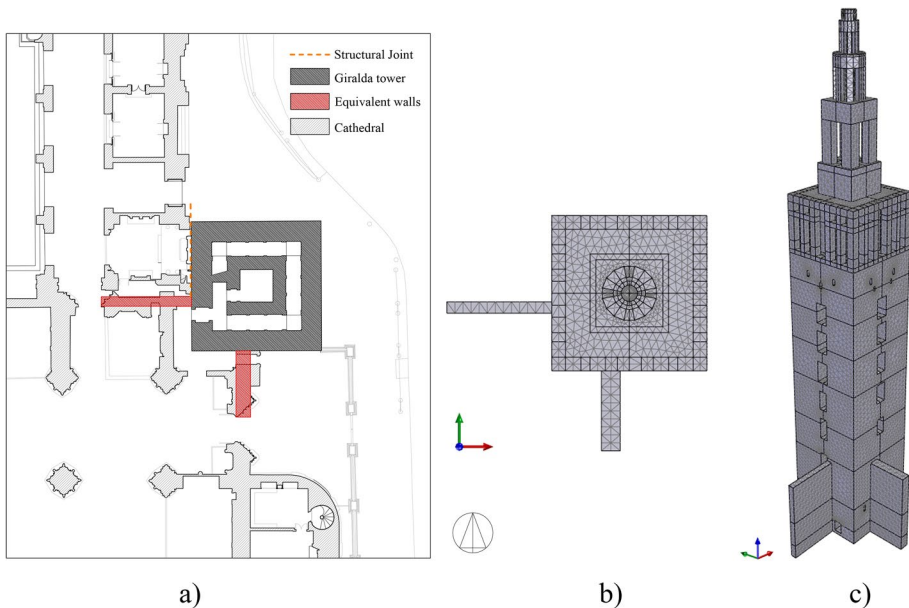 Structural Joint
Giralda tower
Equivalent walls
Cathedral
a)
b)
c)